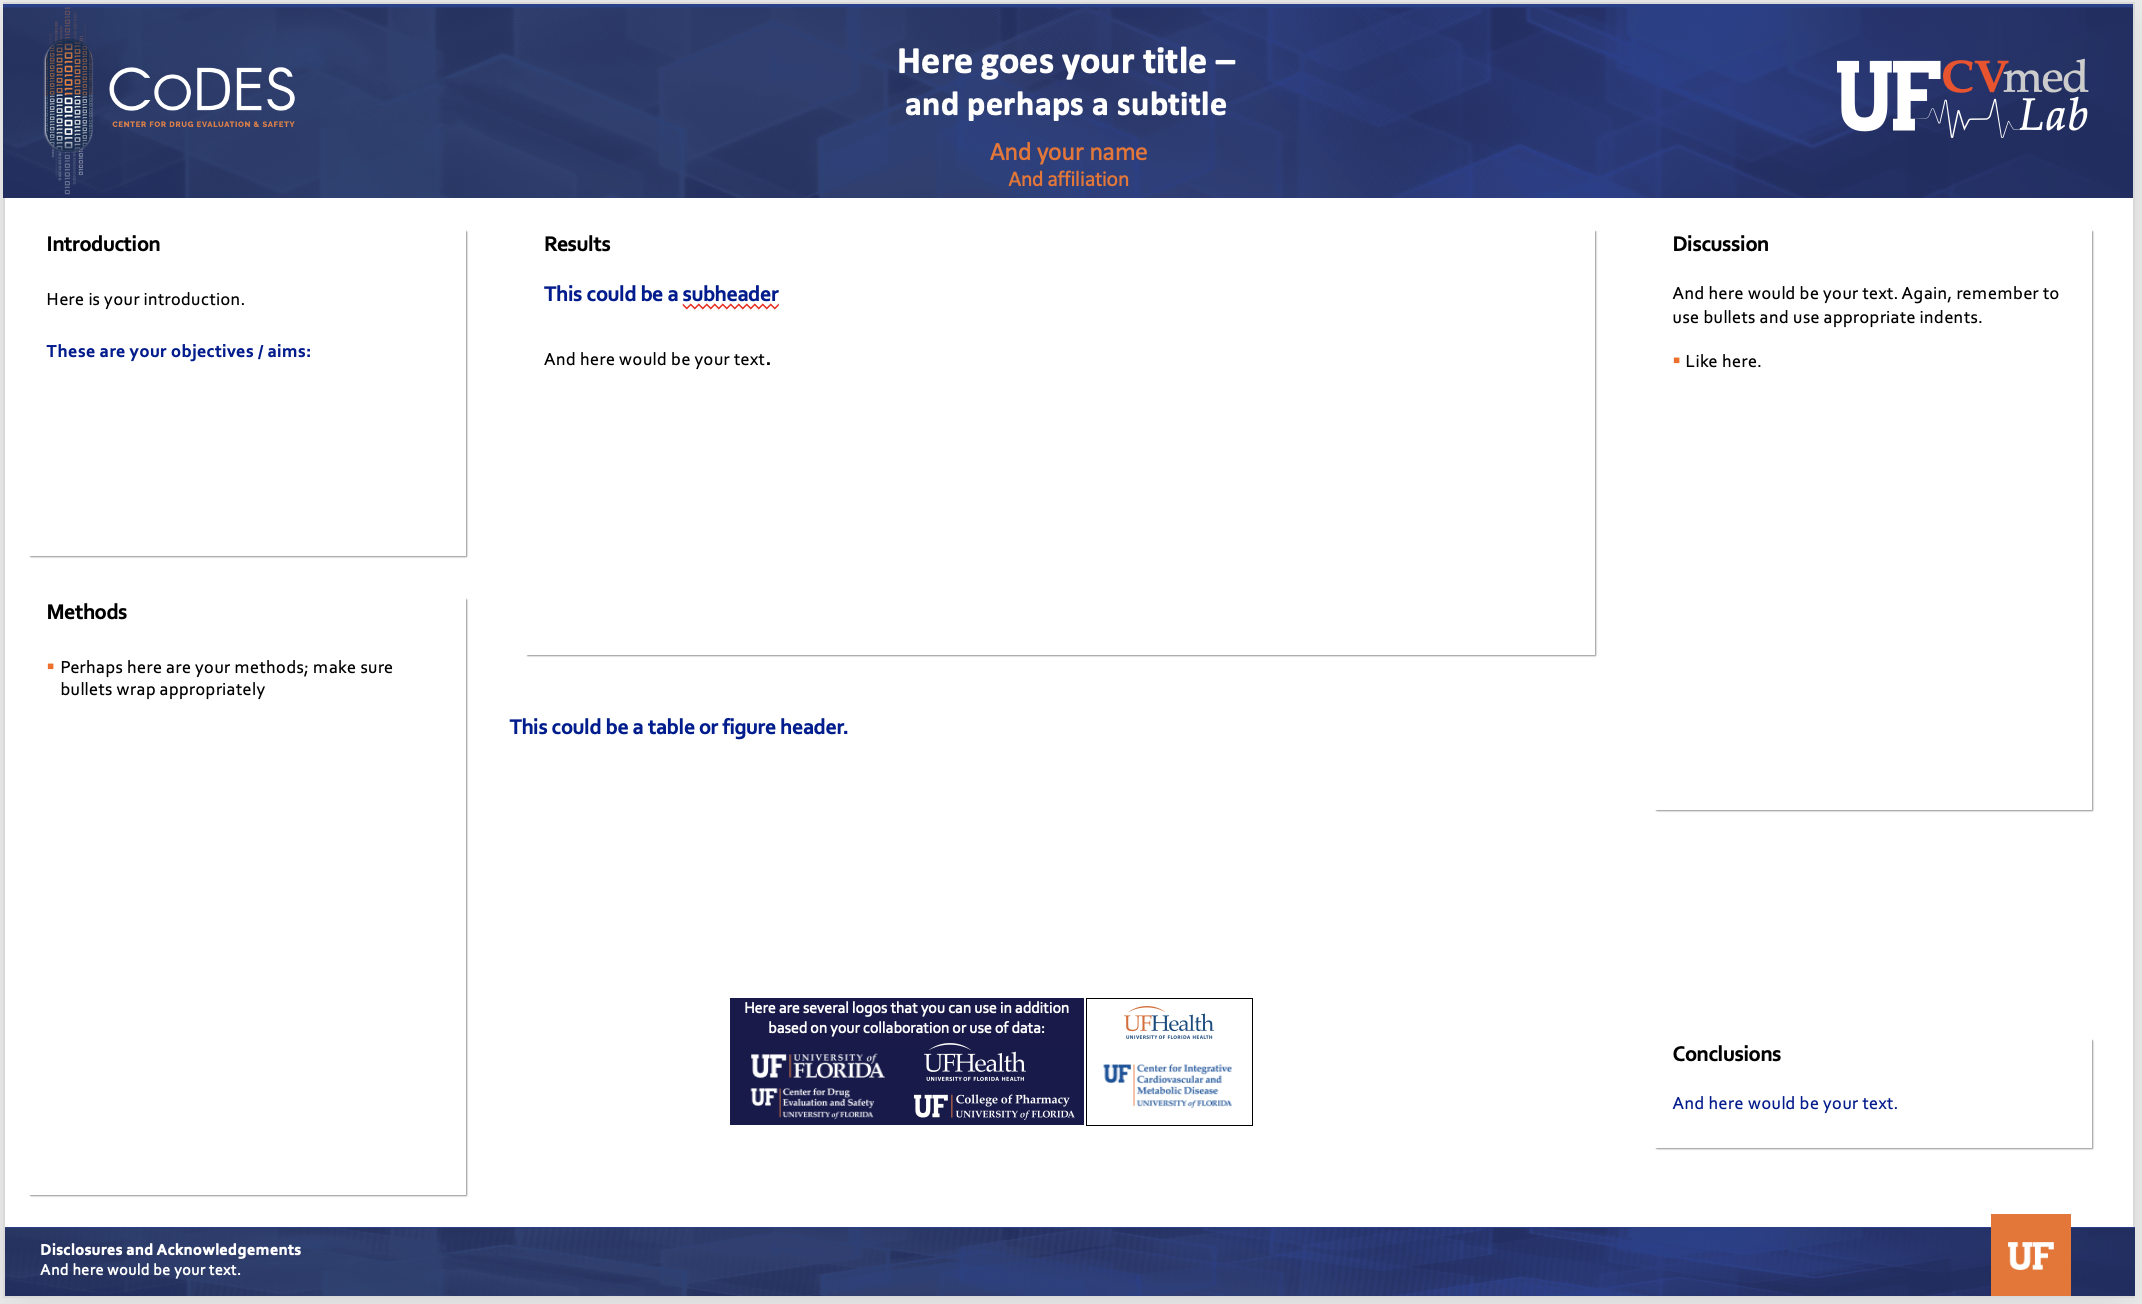 CoDES
CENTER FOR DRUG EVALUATION & SAFETY
Here goes your title –
and perhaps a subtitle
And your name
And affiliation
UF CVmed
Lab
Introduction
Here is your introduction.
These are your objectives / aims:
Methods
Perhaps here are your methods; make sure
bullets wrap appropriately
Results
This could be a subheader
And here would be your text.
This could be a table or figure header.
Here are several logos that you can use in addition
based on your collaboration or use of data:
UF UNIVERSITY of
FLORIDA
UFHealth
UNIVERSITY OF FLORIDA HEALTH
UF Center for Drug
Evaluation and Safety
UNIVERSITY of FLORIDA
UF College of Pharmacy
UNIVERSITY of FLORIDA
UFHealth
UNIVERSITY OF FLORIDA HEALTH
UF Center for Integrative
Cardiovascular and
Metabolic Disease
UNIVERSITY of FLORIDA
Discussion
And here would be your text. Again, remember to
use bullets and use appropriate indents.
Like here.
Conclusions
And here would be your text.
Disclosures and Acknowledgements
And here would be your text.
UF